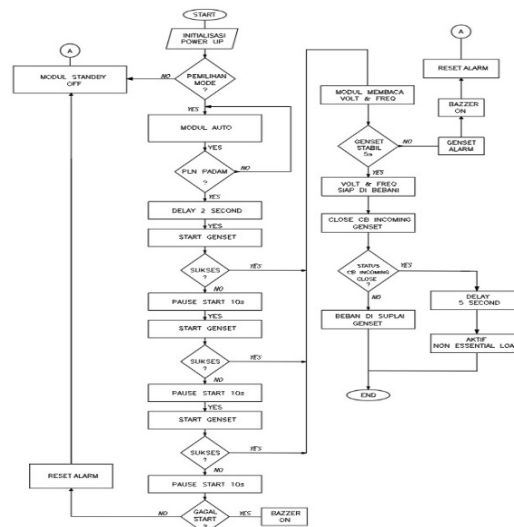 START
INITIALISASI
POWER UP
PEMILIHAN
MODE
?
NO
A
MODUL STANDBY
OFF
YES
MODUL AUTO
YES
PLN PADAM
?
NO
YES
DELAY 2 SECOND
YES
START GENSET
SUKSES
?
YES
NO
PAUSE START 10s
YES
START GENSET
SUKSES
?
YES
NO
PAUSE START 10s
YES
START GENSET
SUKSES
?
YES
NO
PAUSE START 10s
GAGAL
START
?
NO
RESET ALARM
YES
BAZZER
ON
MODUL MEMBACA
VOLT & FREQ
GENSET
STABIL
5s
NO
GENSET
ALARM
BAZZER
ON
RESET ALARM
A
YES
VOLT & FREQ
SIAP DI BEBANI
CLOSE CB INCOMING
GENSET
STATUS
CB INCOMING
CLOSE
?
YES
DELAY
5 SECOND
AKTIF
NON ESSENTIAL LOAD
NO
BEBAN DI SUPLAI
GENSET
END